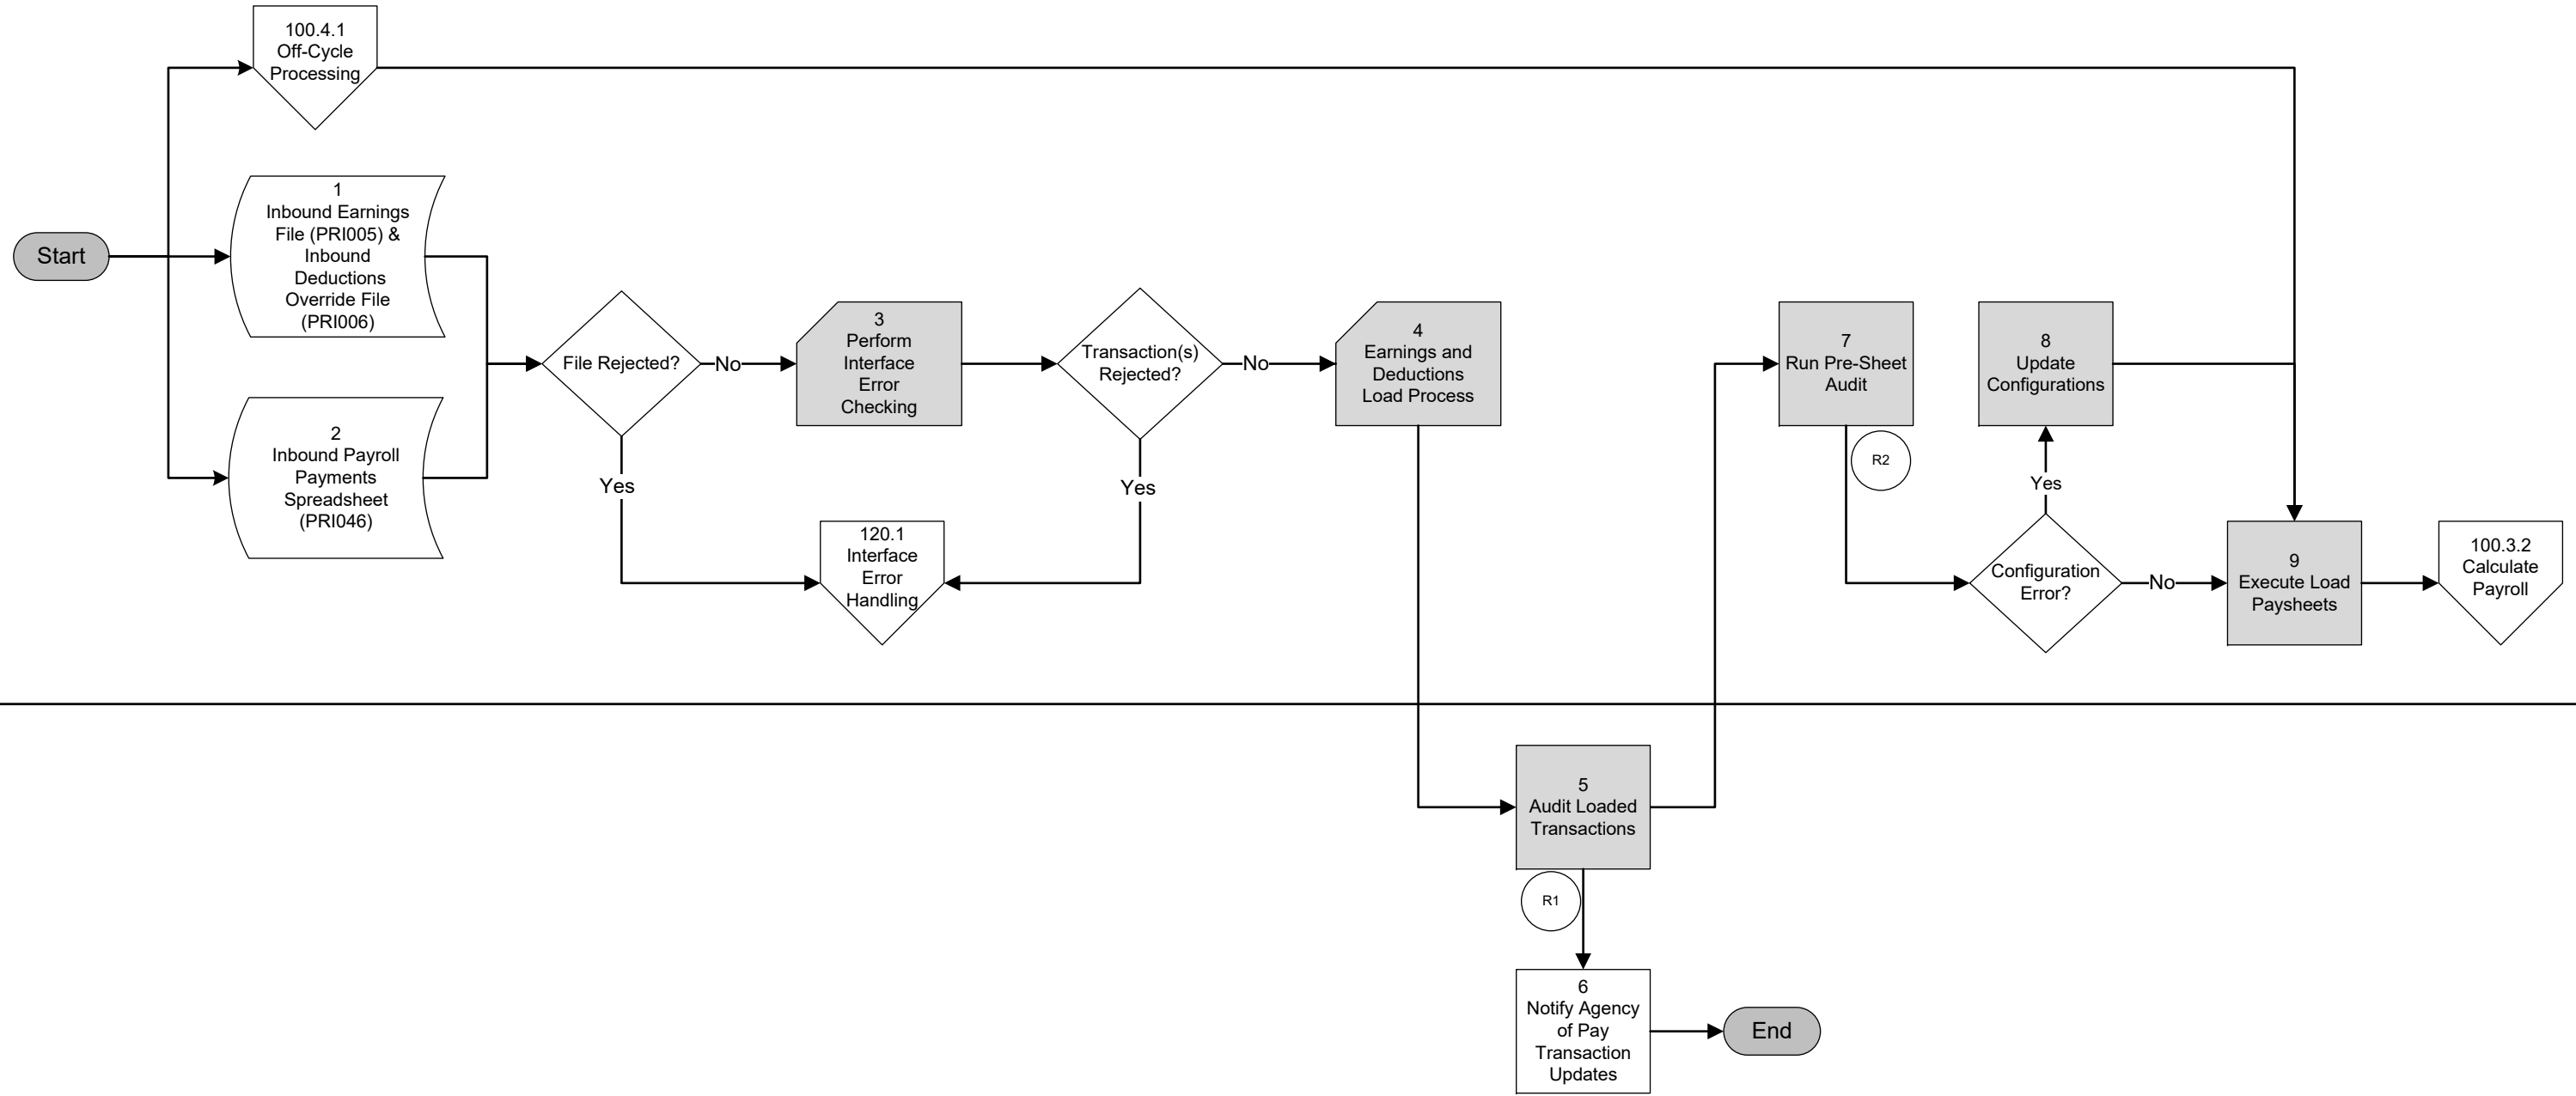 100.4.1
Off-Cycle
Processing
Start
1
Inbound Earnings
File (PRI005) &
Inbound
Deductions
Override File
(PRI006)
2
Inbound Payroll
Payments
Spreadsheet
(PRI046)
File Rejected?
No
Yes
3
Perform
Interface
Error
Checking
120.1
Interface
Error
Handling
Transaction(s)
Rejected?
No
Yes
4
Earnings and
Deductions
Load Process
5
Audit Loaded
Transactions
R1
6
Notify Agency
of Pay
Transaction
Updates
End
7
Run Pre-Sheet
Audit
R2
Configuration
Error?
Yes
No
8
Update
Configurations
9
Execute Load
Paysheets
100.3.2
Calculate
Payroll